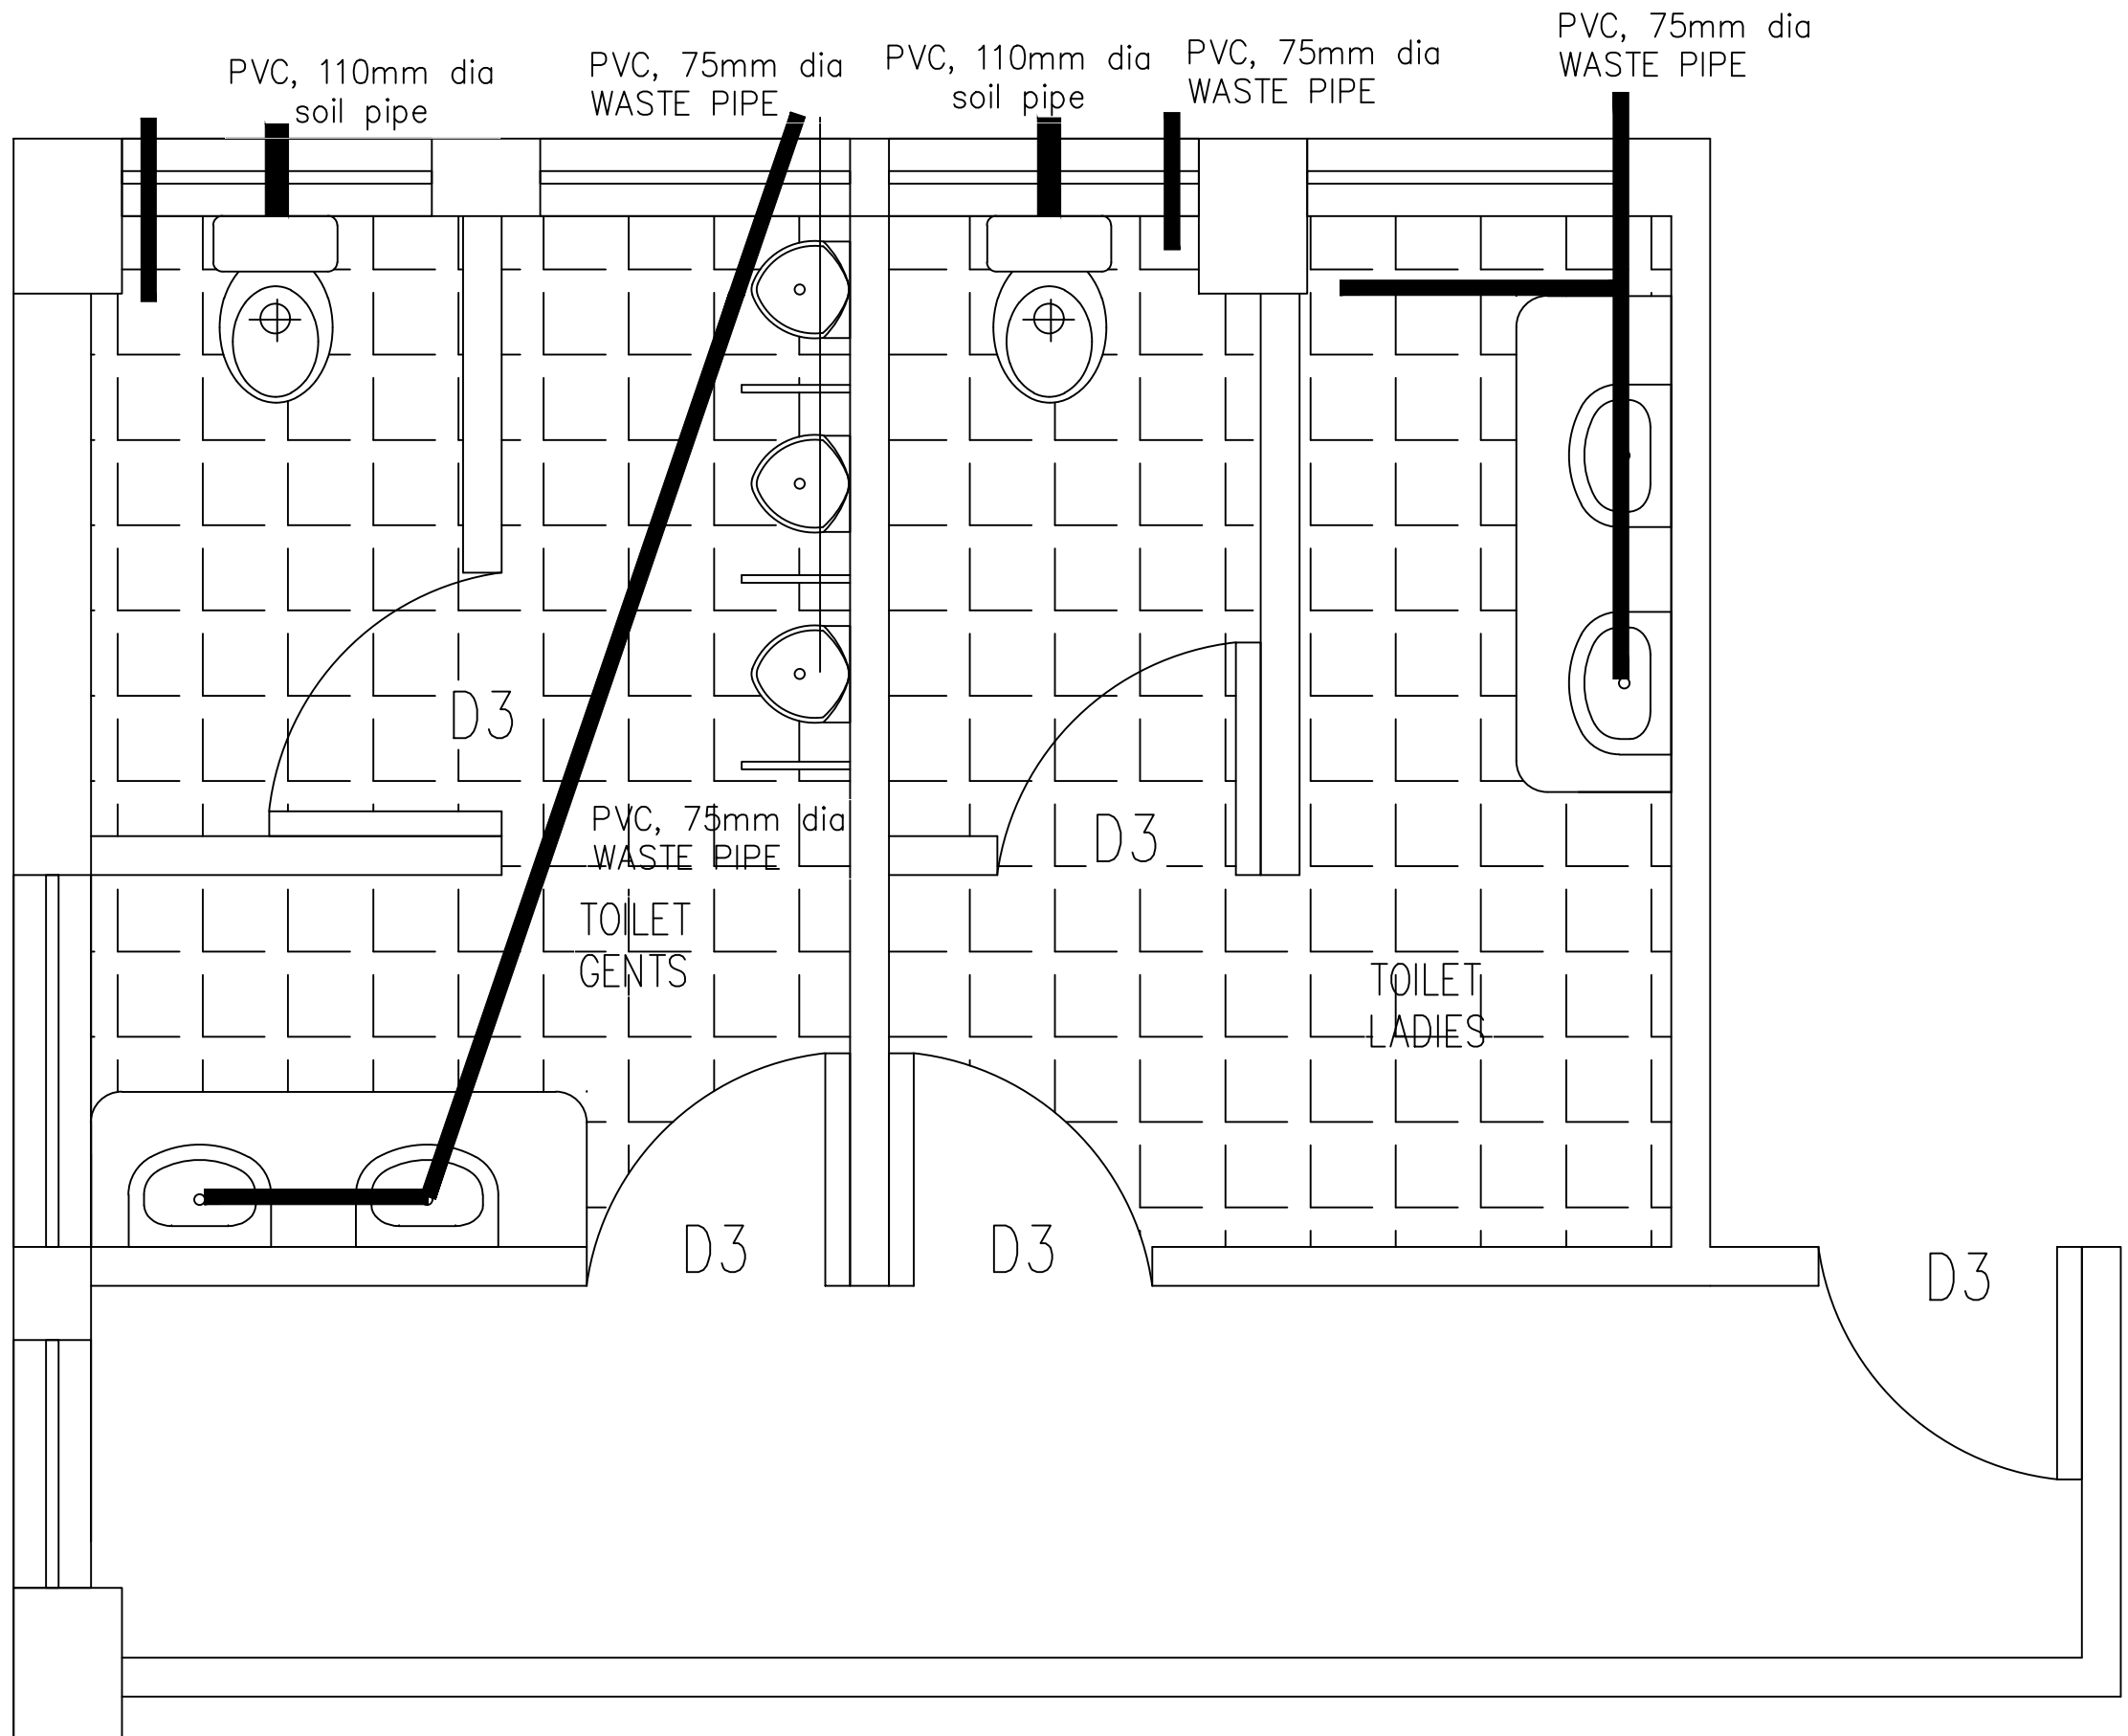 PVC, 110mm dia
soil pipe
PVC, 75mm dia
WASTE PIPE
PVC, 110mm dia
soil pipe
PVC, 75mm dia
WASTE PIPE
PVC, 75mm dia
WASTE PIPE
D3
PVC, 75mm dia
WASTE PIPE
D3
TOILET
GENTS
TOILET
LADIES
D3
D3
D3